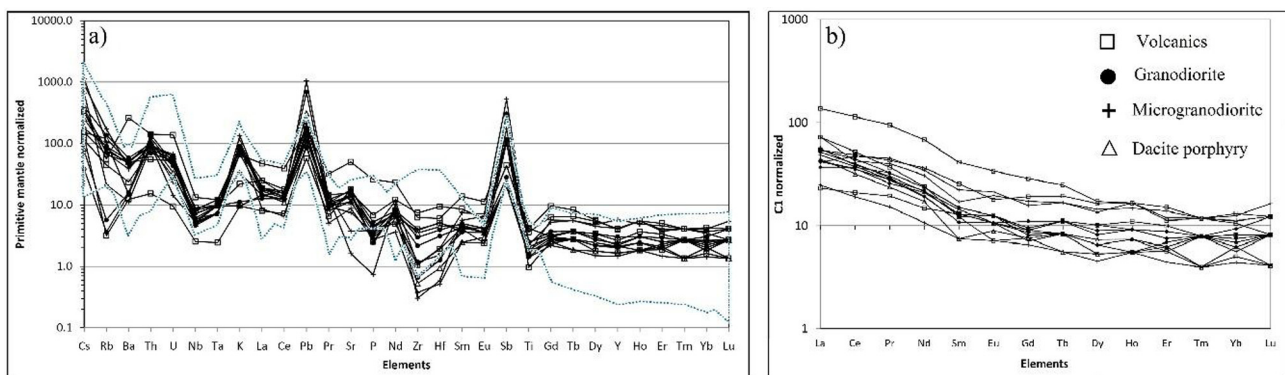 a)
Primitive mantle normalized
10000.0
1000.0
100.0
10.0
1.0
0.1
Cs Rb Ba Th U Nb Ta K La Ce Pb Pr Sr P Nd Zr Hf Sm Eu Sb Ti Gd Tb Dy Y Ho Er Tm Yb Lu
Elements
b)
C1 normalized
1000
100
10
1
Volcanics
Granodiorite
Microgranodiorite
Dacite porphyry
La Ce Pr Nd Sm Eu Gd Tb Dy Ho Er Tm Yb Lu
Elements